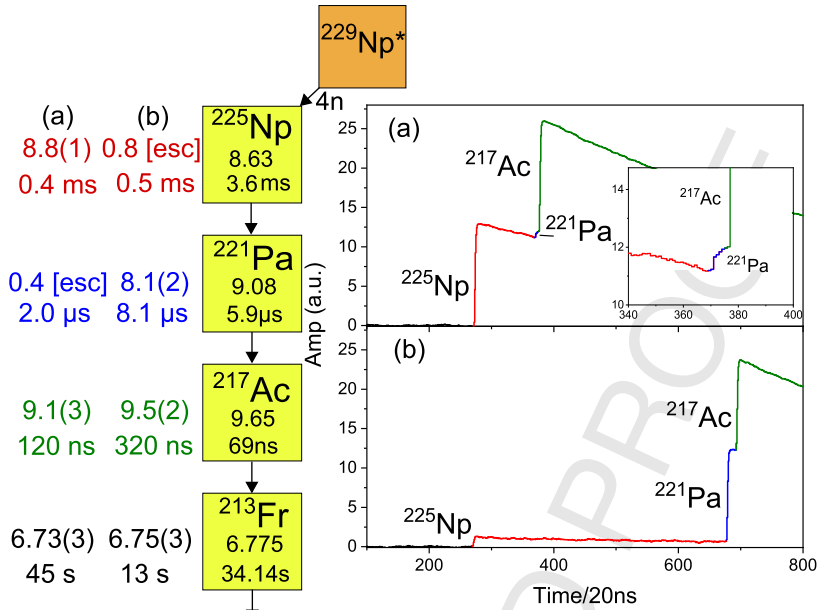 ²²⁹Np*
4n
(a) (b)
8.8(1) 0.8 [esc]
0.4 ms 0.5 ms
²²⁵Np
8.63
3.6ms
0.4 [esc] 8.1(2)
2.0 µs 8.1 µs
²²¹Pa
9.08
5.9µs
9.1(3) 9.5(2)
120 ns 320 ns
²¹⁷Ac
9.65
69ns
6.73(3) 6.75(3)
45 s 13 s
²¹³Fr
6.775
34.14s
Amp (a.u.)
25
20
15
10
5
0
(a)
²²⁵Np
²¹⁷Ac
²²¹Pa
14
12
10
²¹⁷Ac
²²¹Pa
340 360 380 400
25
20
15
10
5
0
(b)
²²⁵Np
²¹⁷Ac
²²¹Pa
200 400 600 800
Time/20ns